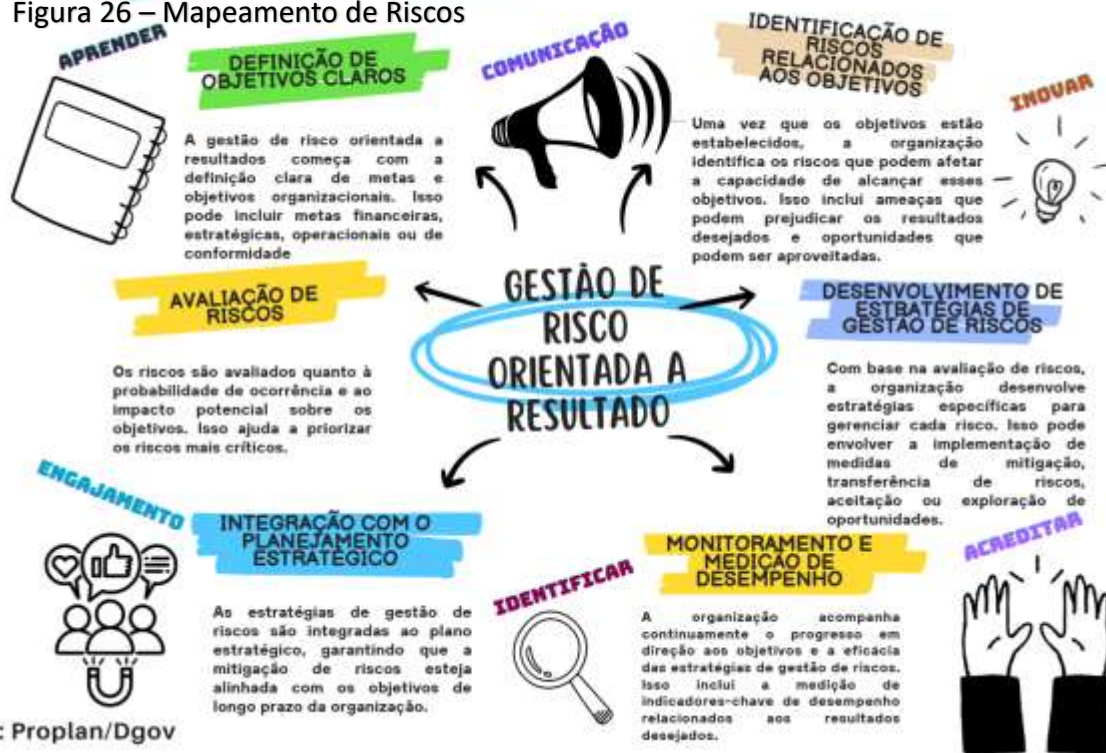 Figura 26 – Mapeamento de Riscos
APRENDER
DEFINIÇÃO DE
OBJETIVOS CLAROS
A gestão de risco orientada a
resultados começa com a
definição clara de metas e
objetivos organizacionais. Isso
pode incluir metas financeiras,
estratégicas, operacionais ou de
conformidade
COMUNICAÇÃO
IDENTIFICAÇÃO DE
RISCOS
RELACIONADOS
AOS OBJETIVOS
Uma vez que os objetivos estão
estabelecidos, a organização
identifica os riscos que podem afetar
a capacidade de alcançar esses
objetivos. Isso inclui ameaças que
podem prejudicar os resultados
desejados e oportunidades que
podem ser aproveitadas.
INOVAR
AVALIAÇÃO DE
RISCOS
Os riscos são avaliados quanto à
probabilidade de ocorrência e ao
impacto potencial sobre os
objetivos. Isso ajuda a priorizar
os riscos mais críticos.
GESTÃO DE
RISCO
ORIENTADA A
RESULTADO
DESENVOLVIMENTO DE
ESTRATÉGIAS DE
GESTÃO DE RISCOS
Com base na avaliação de riscos,
a organização desenvolve
estratégias específicas para
gerenciar cada risco. Isso pode
envolver a implementação de
medidas de mitigação,
transferência de riscos,
aceitação ou exploração de
oportunidades.
ENGAJAMENTO
INTEGRAÇÃO COM O
PLANEJAMENTO
ESTRATÉGICO
As estratégias de gestão de
riscos são integradas ao plano
estratégico, garantindo que a
mitigação de riscos esteja
alinhada com os objetivos de
longo prazo da organização.
IDENTIFICAR
MONITORAMENTO E
MEDIÇÃO DE
DESEMPENHO
A organização acompanha
continuamente o progresso em
direção aos objetivos e a eficácia
das estratégias de gestão de riscos.
Isso inclui a medição de
indicadores-chave de desempenho
relacionados aos resultados
desejados.
ACREDITAR
: Proplan/Dgov